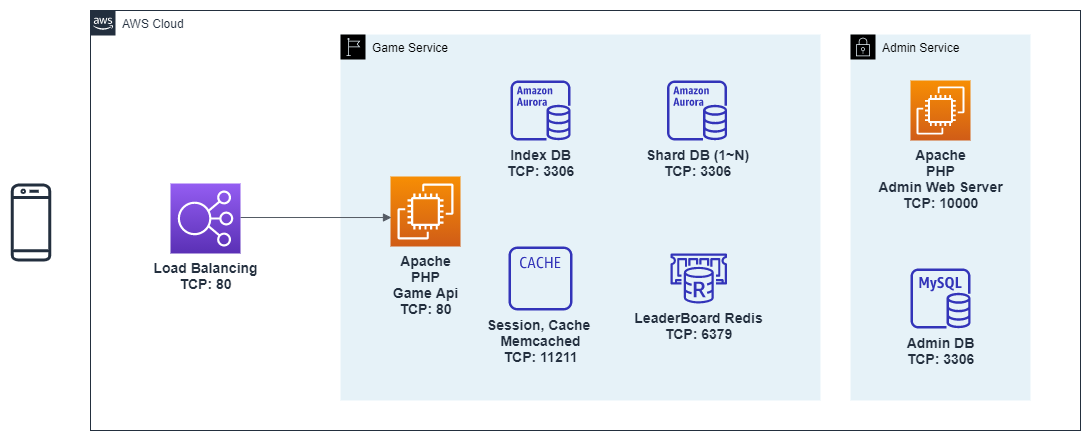 aws
AWS Cloud
Game Service
Admin Service
Amazon
Aurora
Index DB
TCP: 3306
Amazon
Aurora
Shard DB (1~N)
TCP: 3306
Apache
PHP
Admin Web Server
TCP: 10000
Load Balancing
TCP: 80
Apache
PHP
Game Api
TCP: 80
CACHE
Session, Cache
Memcached
TCP: 11211
R
LeaderBoard Redis
TCP: 6379
MySQL
Admin DB
TCP: 3306